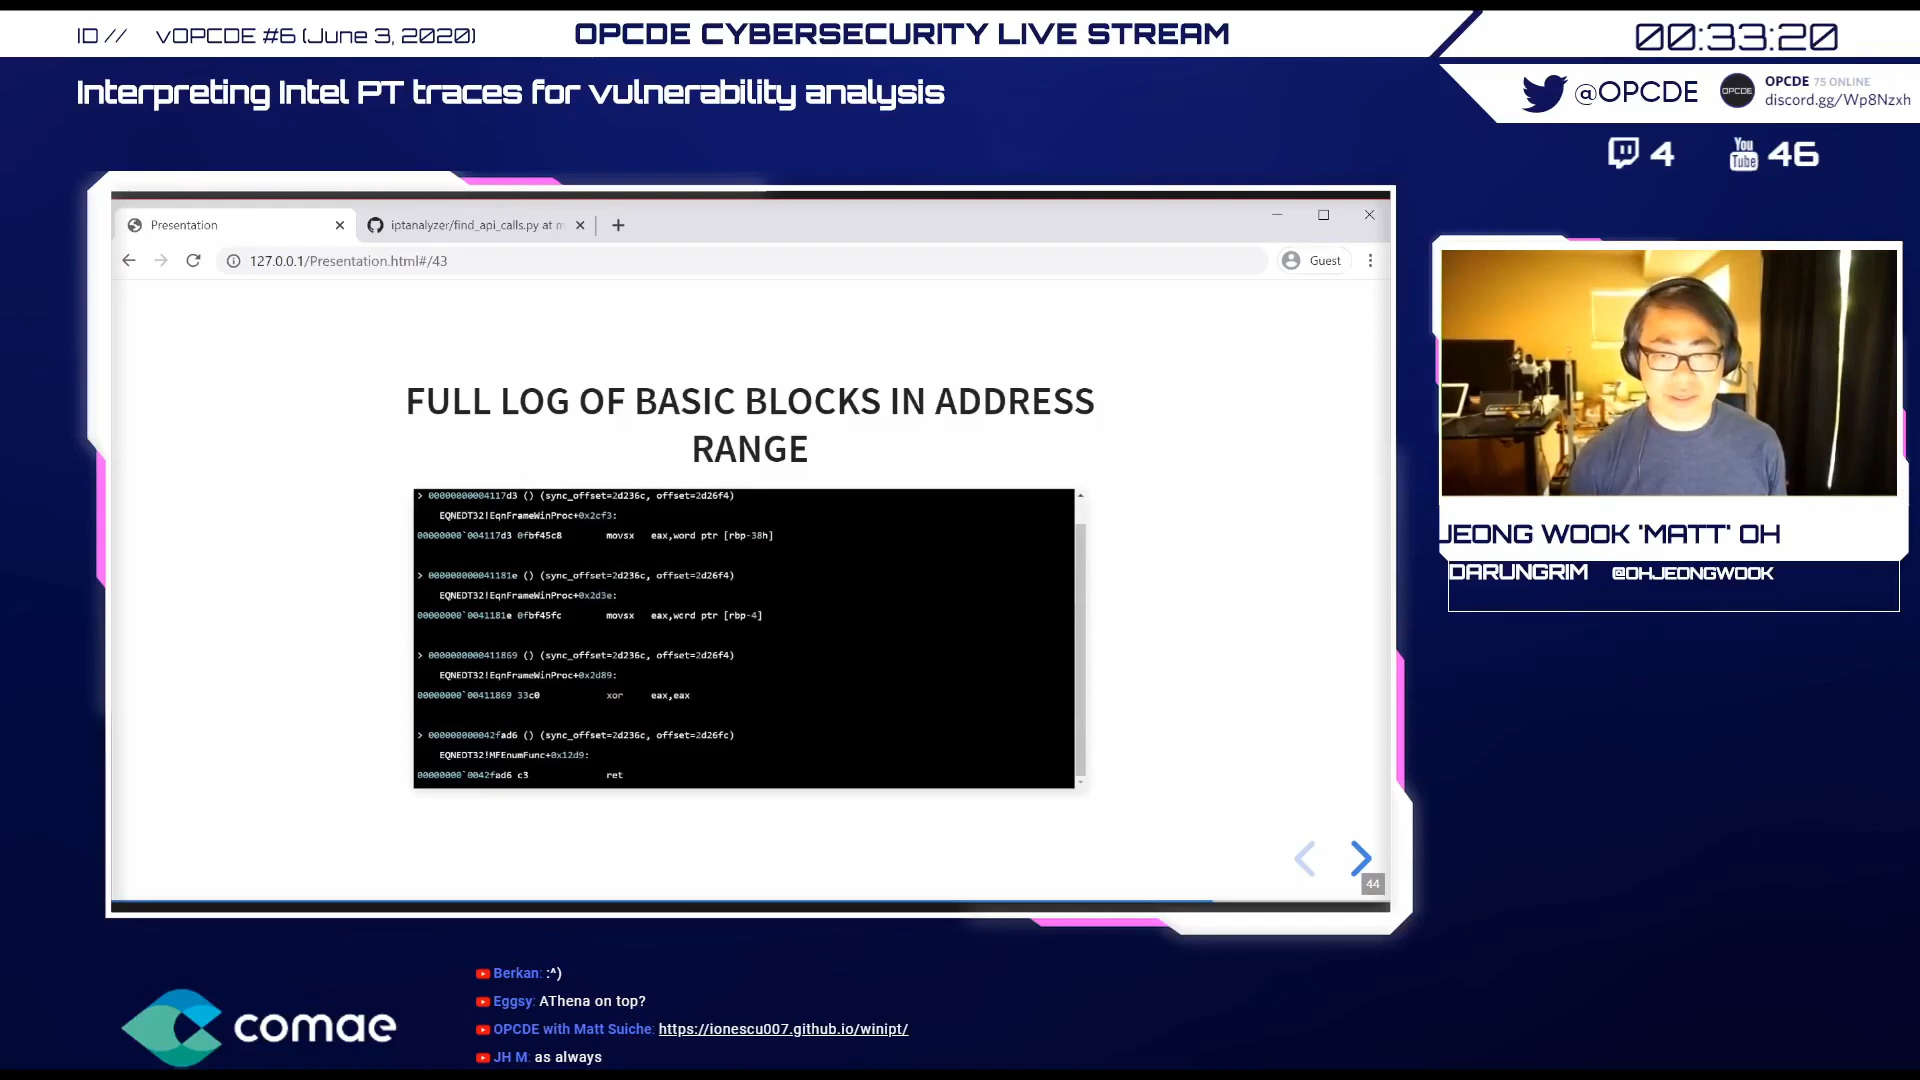 ID // vOPCDE #6 (June 3, 2020)
OPCDE CYBERSECURITY LIVE STREAM
00:33:20
Interpreting Intel PT traces for vulnerability analysis
@OPCDE
OPCDE
OPCDE 75 ONLINE
discord.gg/Wp8Nzxh
4
You Tube 46
Presentation
iptanalyzer/find_api_calls.py at m
127.0.0.1/Presentation.html#/43
Guest
FULL LOG OF BASIC BLOCKS IN ADDRESS
RANGE
> 00000000004117d3 () (sync_offset=2d236c, offset=2d26f4)
EQNEDT32!EqnFrameWinProc+0x2cf3:
00000000`004117d3 0fbf45c8 movsx eax,word ptr [rbp-38h]
> 000000000041181e () (sync_offset=2d236c, offset=2d26f4)
EQNEDT32!EqnFrameWinProc+0x2d3e:
00000000`0041181e 0fbf45fc movsx eax,word ptr [rbp-4]
> 0000000000411869 () (sync_offset=2d236c, offset=2d26f4)
EQNEDT32!EqnFrameWinProc+0x2d89:
00000000`00411869 33c0 xor eax,eax
> 000000000042fad6 () (sync_offset=2d236c, offset=2d26fc)
EQNEDT32!MFEnumFunc+0x12d9:
00000000`0042fad6 c3 ret
44
JEONG WOOK 'MATT' OH
DARUNGRIM @OHJEONGWOOK
comae
Berkan: :^)
Eggsy: AThena on top?
OPCDE with Matt Suiche: https://ionescu007.github.io/winipt/
JH M: as always